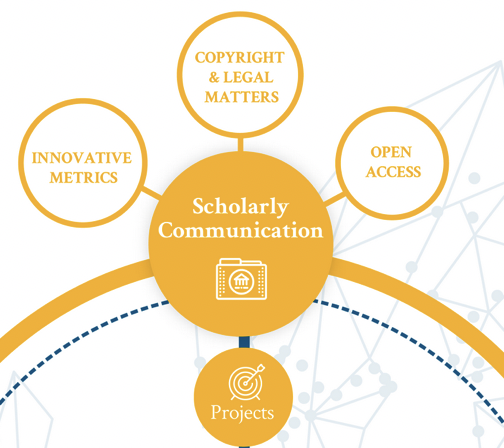 COPYRIGHT
& LEGAL
MATTERS
INNOVATIVE
METRICS
OPEN
ACCESS
Scholarly
Communication
Projects